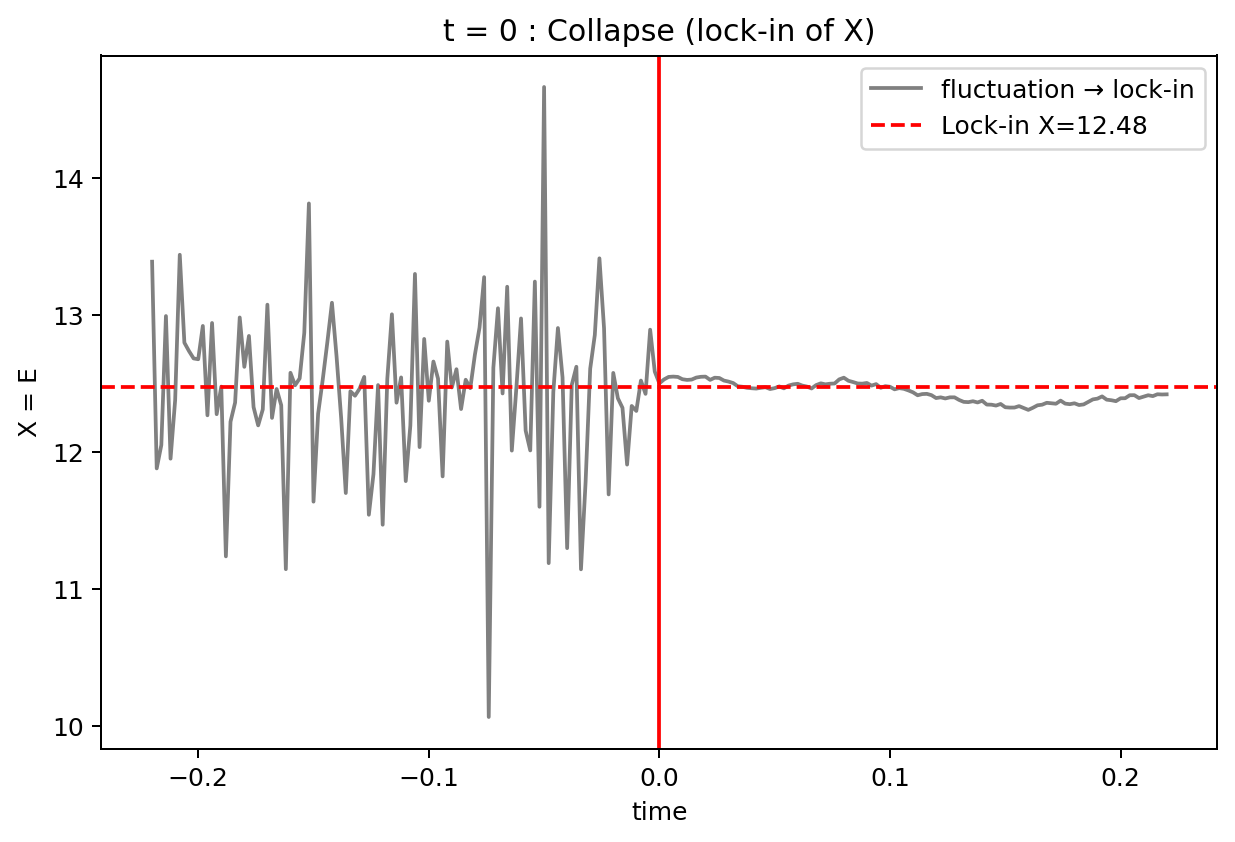 t = 0 : Collapse (lock-in of X)
fluctuation → lock-in
Lock-in X=12.48
X = E
14
13
12
11
10
−0.2
−0.1
0.0
0.1
0.2
time